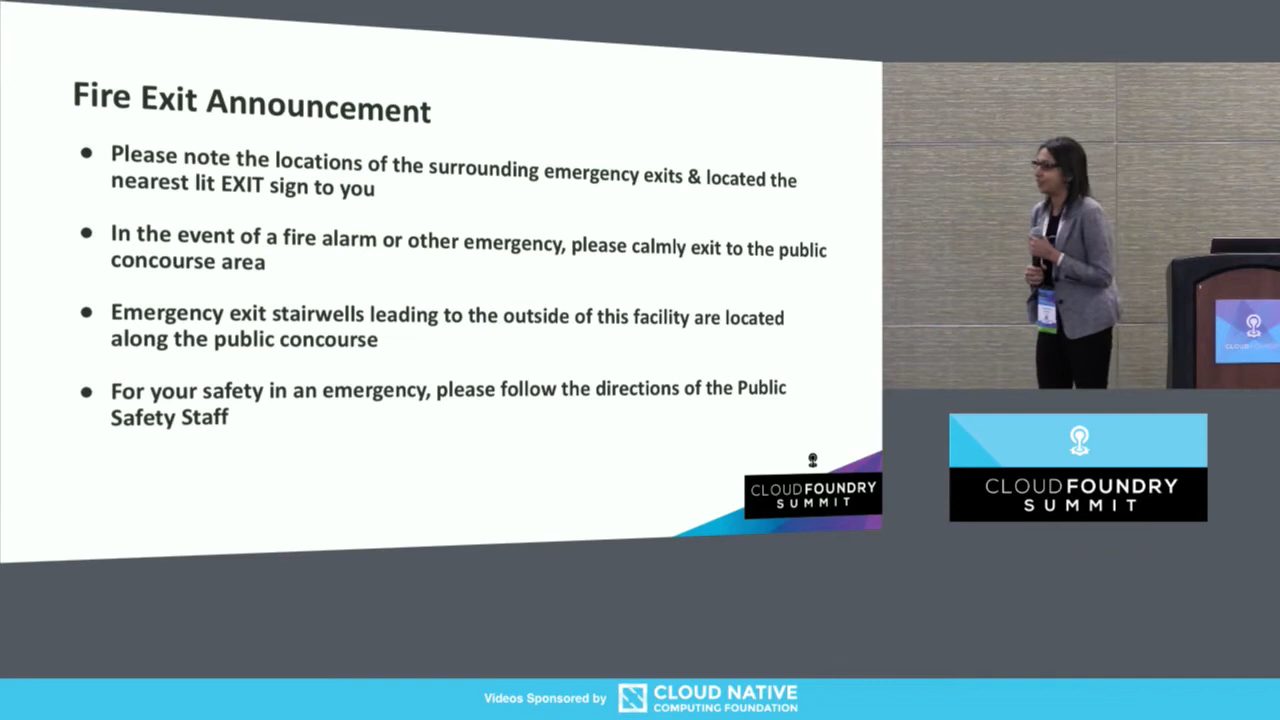 Fire Exit Announcement
● Please note the locations of the surrounding emergency exits & located the
nearest lit EXIT sign to you
● In the event of a fire alarm or other emergency, please calmly exit to the public
concourse area
● Emergency exit stairwells leading to the outside of this facility are located
along the public concourse
● For your safety in an emergency, please follow the directions of the Public
Safety Staff
CLOUDFOUNDRY
SUMMIT
CLOUD FOUNDRY
CLOUDFOUNDRY
SUMMIT
Videos Sponsored by
CLOUD NATIVE
COMPUTING FOUNDATION